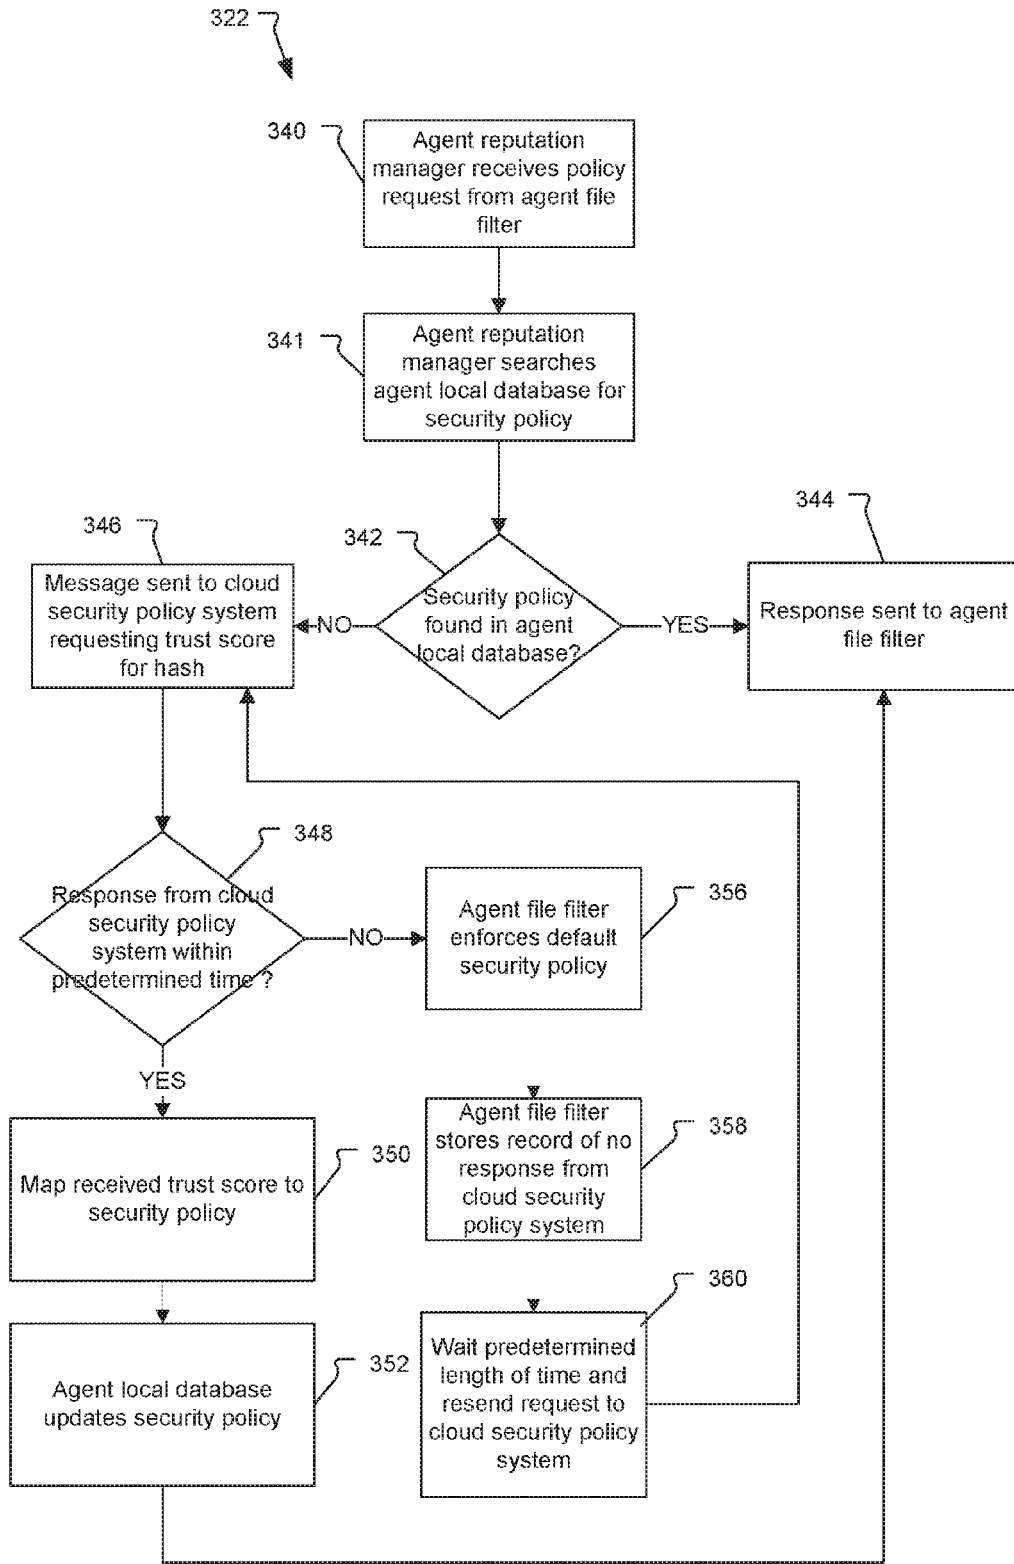 322
340
Agent reputation
manager receives policy
request from agent file
filter
341
Agent reputation
manager searches
agent local database for
security policy
342
Security policy
found in agent
local database?
NO
YES
344
Response sent to agent
file filter
346
Message sent to cloud
security policy system
requesting trust score
for hash
348
Response from cloud
security policy
system within
predetermined time ?
NO
YES
356
Agent file filter
enforces default
security policy
358
Agent file filter
stores record of no
response from
cloud security
policy system
350
Map received trust score to
security policy
360
Wait predetermined
length of time and
resend request to
cloud security policy
system
352
Agent local database
updates security policy